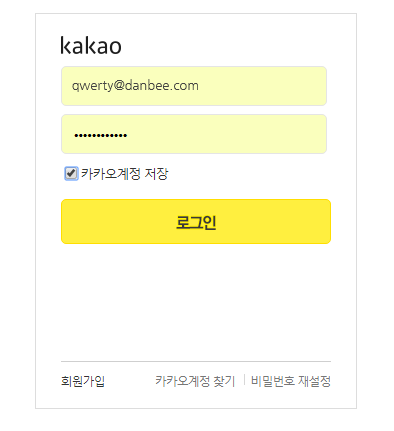 kakao
qwerty@danbee.com
••••••••••••
카카오계정 저장
로그인
회원가입 카카오계정 찾기 | 비밀번호 재설정